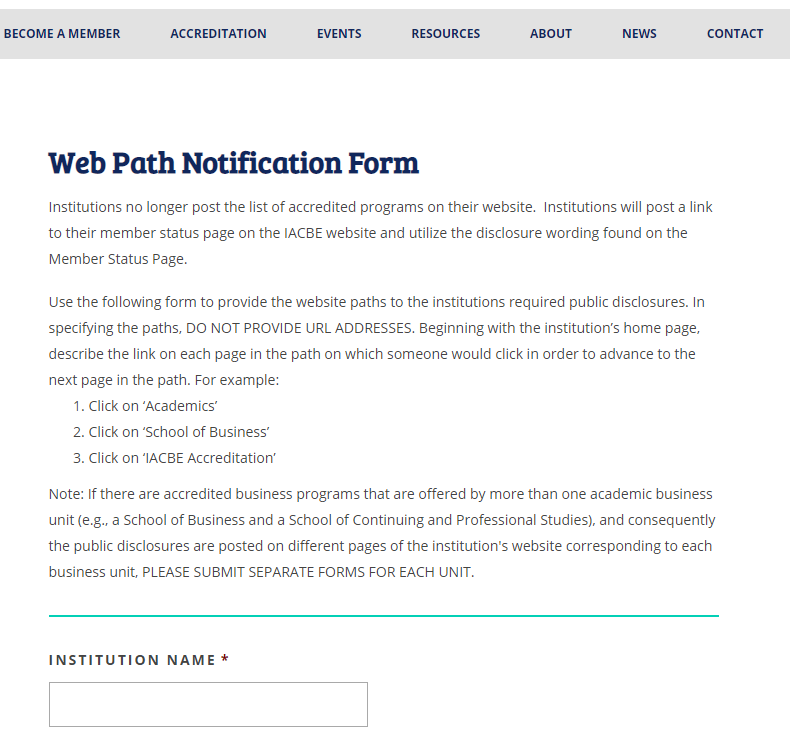 BECOME A MEMBER ACCREDITATION EVENTS RESOURCES ABOUT NEWS CONTACT
Web Path Notification Form
Institutions no longer post the list of accredited programs on their website.  Institutions will post a link
to their member status page on the IACBE website and utilize the disclosure wording found on the
Member Status Page.
Use the following form to provide the website paths to the institutions required public disclosures. In
specifying the paths, DO NOT PROVIDE URL ADDRESSES. Beginning with the institution’s home page,
describe the link on each page in the path on which someone would click in order to advance to the
next page in the path. For example:
1. Click on ‘Academics’
2. Click on ‘School of Business’
3. Click on ‘IACBE Accreditation’
Note: If there are accredited business programs that are offered by more than one academic business
unit (e.g., a School of Business and a School of Continuing and Professional Studies), and consequently
the public disclosures are posted on different pages of the institution's website corresponding to each
business unit, PLEASE SUBMIT SEPARATE FORMS FOR EACH UNIT.
INSTITUTION NAME *